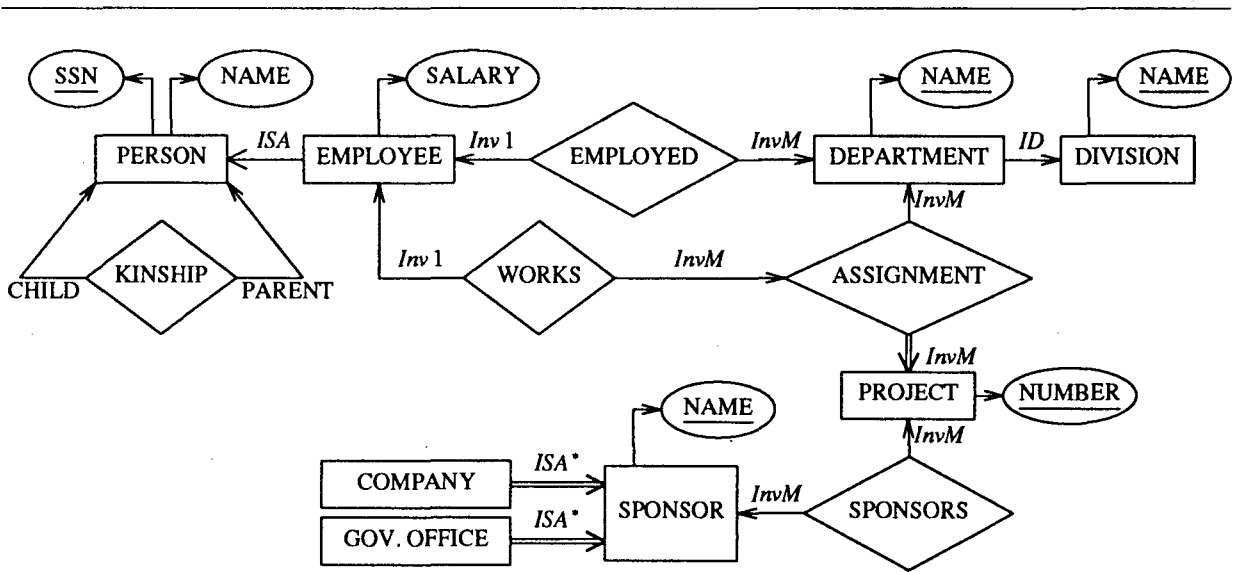 SSN NAME SALARY NAME NAME
PERSON ISA EMPLOYEE Inv 1 EMPLOYED InvM DEPARTMENT ID DIVISION
InvM
CHILD KINSHIP PARENT Inv 1 WORKS InvM ASSIGNMENT
InvM
PROJECT NUMBER
NAME InvM
COMPANY ISA*
SPONSOR InvM SPONSORS
GOV. OFFICE ISA*